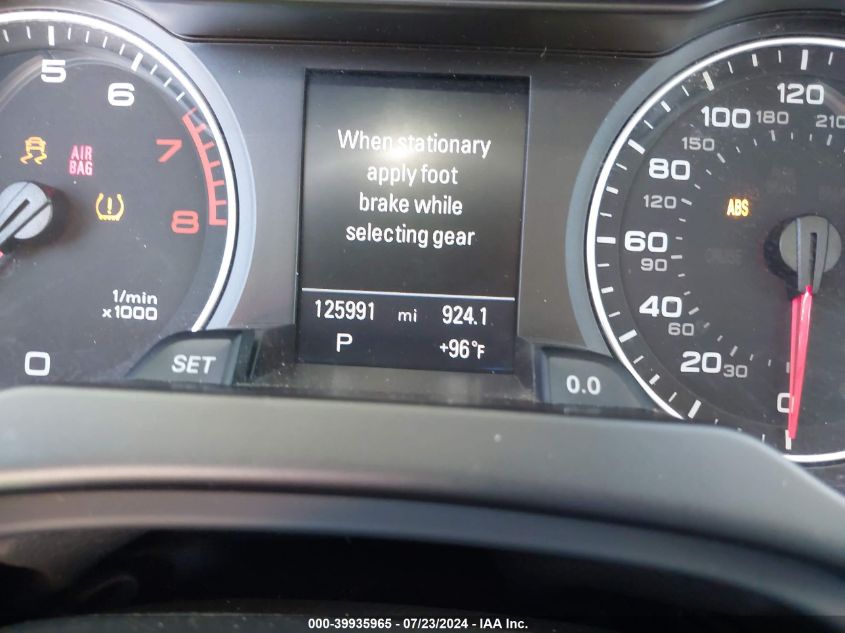 5
6
7
8
AIR
BAG
1/min
x1000
0
SET
When stationary
apply foot
brake while
selecting gear
125991 mi 924.1
P +96°F
0.0
120
100 180 210
150
80
120
ABS
60
90
40
60
20 30
0
000-39935965 - 07/23/2024 - IAA Inc.